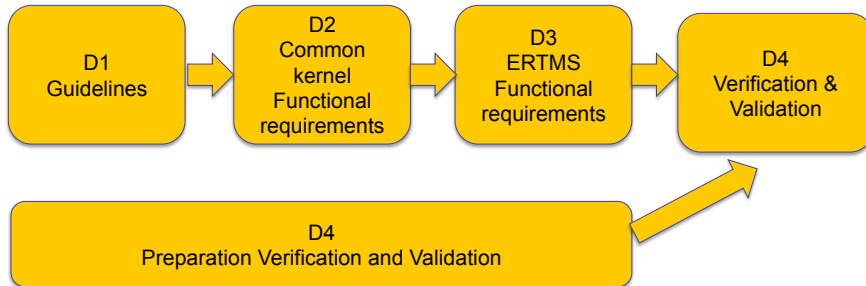 D1
Guidelines
D2
Common
kernel
Functional
requirements
D3
ERTMS
Functional
requirements
D4
Verification &
Validation
D4
Preparation Verification and Validation